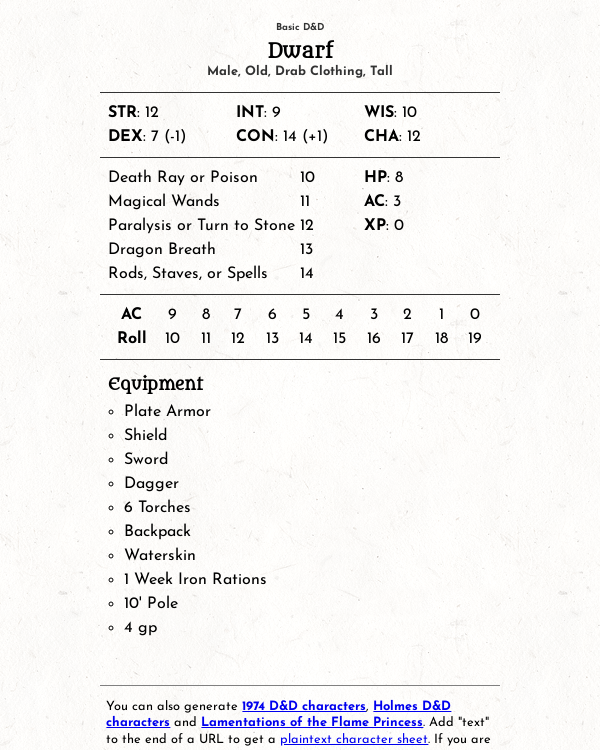 Basic D&D
Dwarf
Male, Old, Drab Clothing, Tall
STR: 12 INT: 9 WIS: 10
DEX: 7 (-1) CON: 14 (+1) CHA: 12
Death Ray or Poison 10 HP: 8
Magical Wands 11 AC: 3
Paralysis or Turn to Stone 12 XP: 0
Dragon Breath 13
Rods, Staves, or Spells 14
AC 9 8 7 6 5 4 3 2 1 0
Roll 10 11 12 13 14 15 16 17 18 19
Equipment
◦ Plate Armor
◦ Shield
◦ Sword
◦ Dagger
◦ 6 Torches
◦ Backpack
◦ Waterskin
◦ 1 Week Iron Rations
◦ 10' Pole
◦ 4 gp
You can also generate 1974 D&D characters, Holmes D&D
characters and Lamentations of the Flame Princess. Add "text"
to the end of a URL to get a plaintext character sheet. If you are